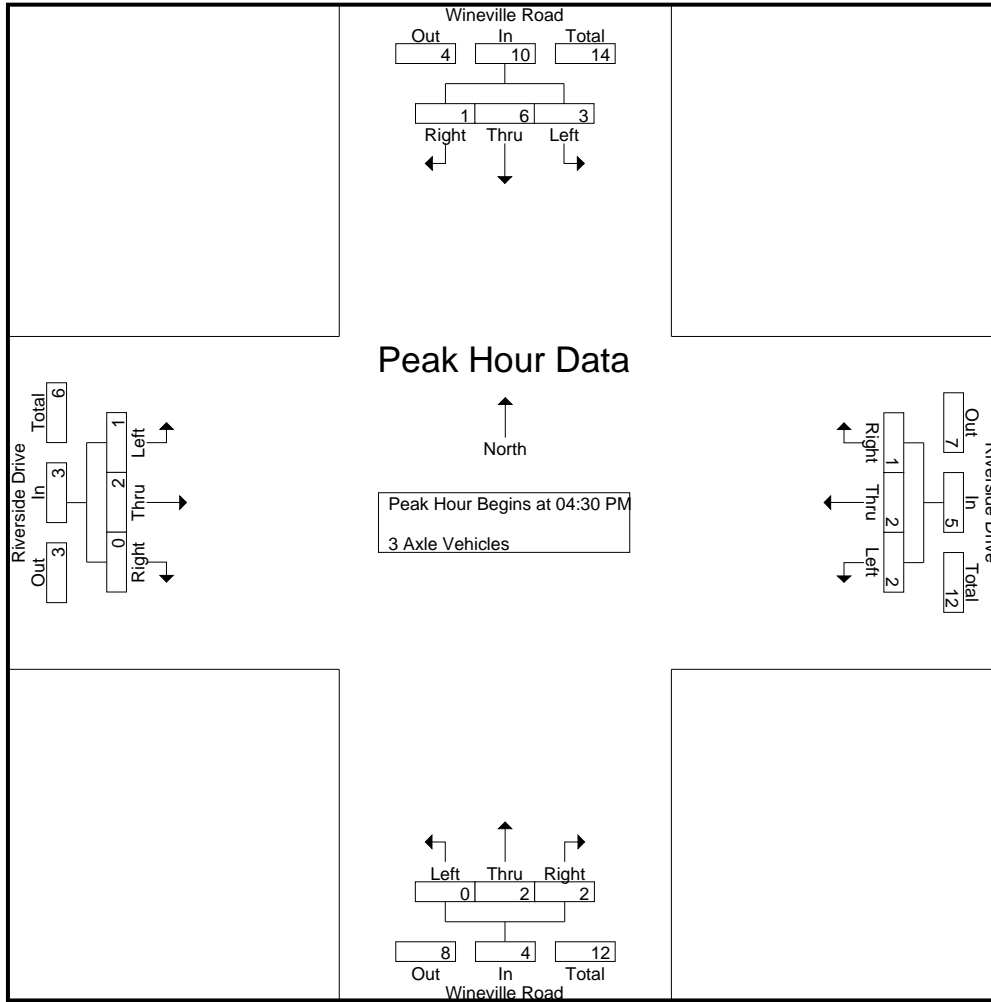 Wineville Road
Out In Total
4 10 14
1 6 3
Right Thru Left
Peak Hour Data
North
Peak Hour Begins at 04:30 PM
3 Axle Vehicles
Riverside Drive
Total In Out
6 3 3
1 2 0
Left Thru Right
Riverside Drive
Out In Total
7 5 12
Right Thru Left
1 2 2
Left Thru Right
0 2 2
8 4 12
Out In Total
Wineville Road